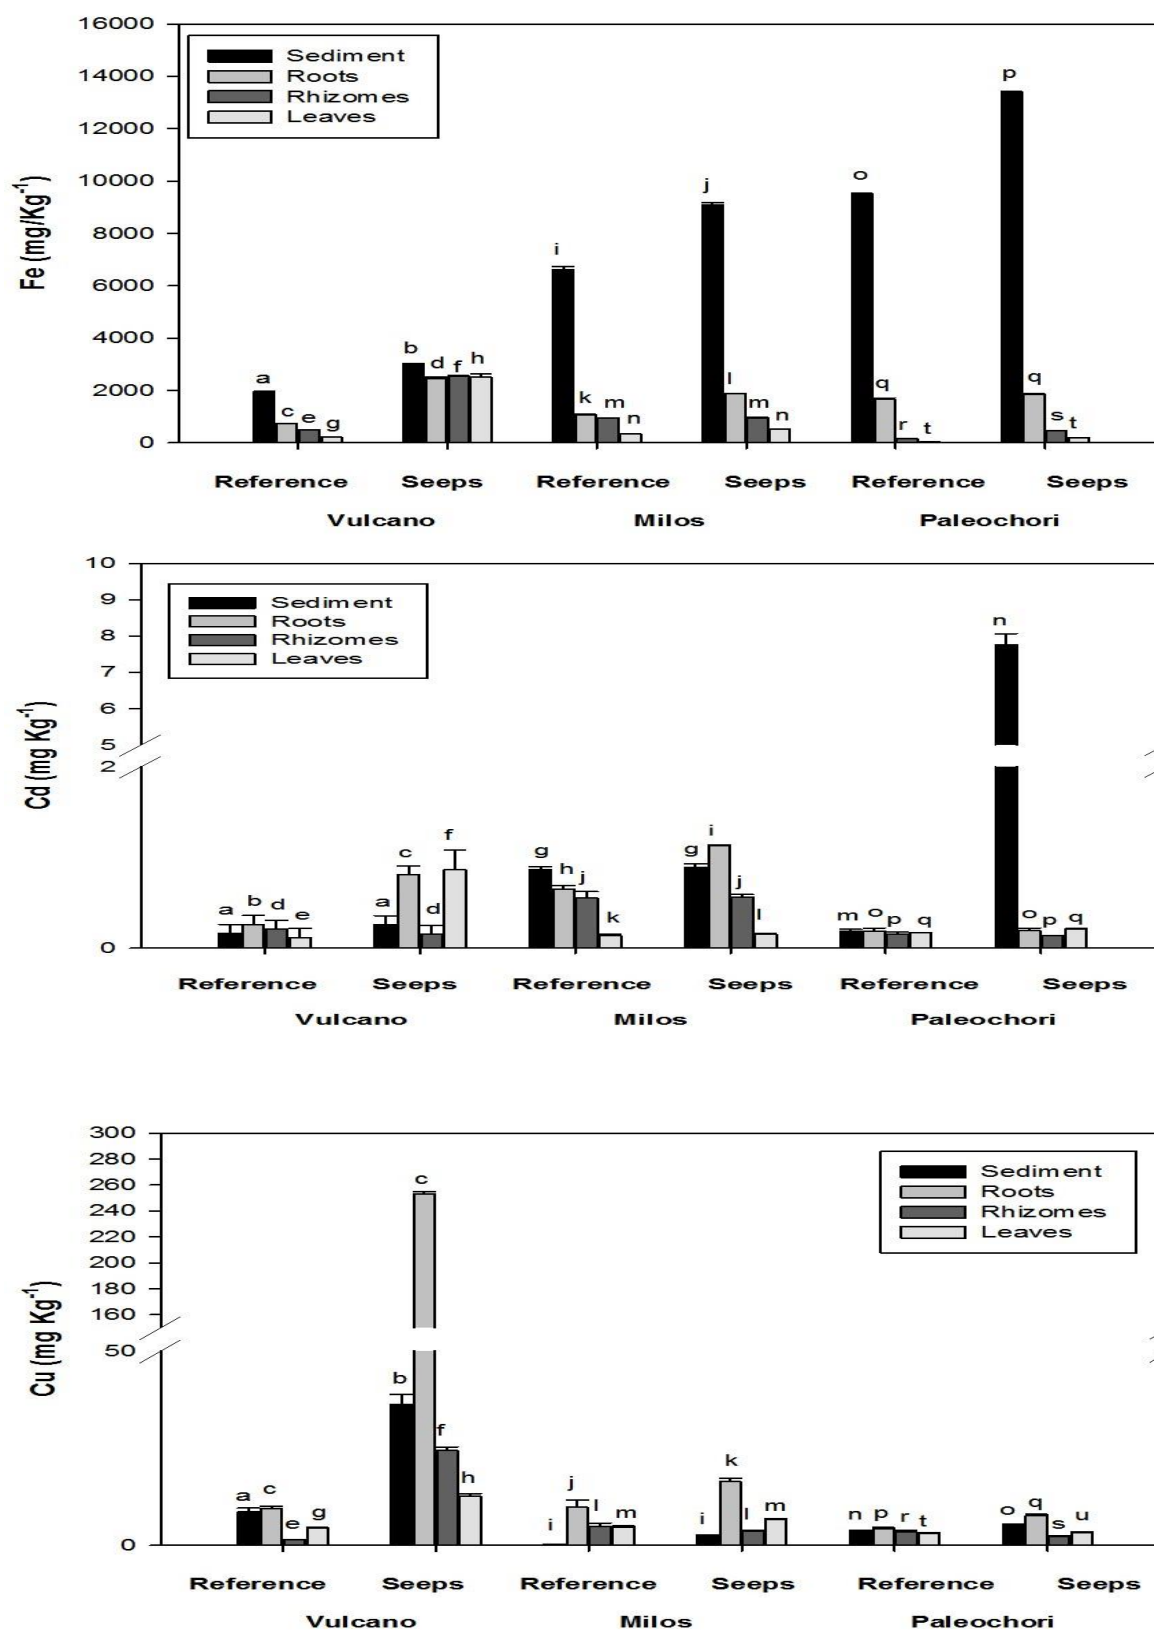 16000
14000
12000
10000
8000
6000
4000
2000
0
Fe (mg/Kg⁻¹)
Sediment
Roots
Rhizomes
Leaves
a c e g b d f h i k m n j l m n o q r t p q s t
Reference Seeps Reference Seeps Reference Seeps
Vulcano Milos Paleochori
10
9
8
7
6
5
2
0
Cd (mg Kg⁻¹)
Sediment
Roots
Rhizomes
Leaves
a b d e a c d f g h j k g i j l m o p q n o p q
Reference Seeps Reference Seeps Reference Seeps
Vulcano Milos Paleochori
300
280
260
240
220
200
180
160
50
0
Cu (mg Kg⁻¹)
Sediment
Roots
Rhizomes
Leaves
a c e g b c f h i j l m i k l m n p r t o q s u
Reference Seeps Reference Seeps Reference Seeps
Vulcano Milos Paleochori